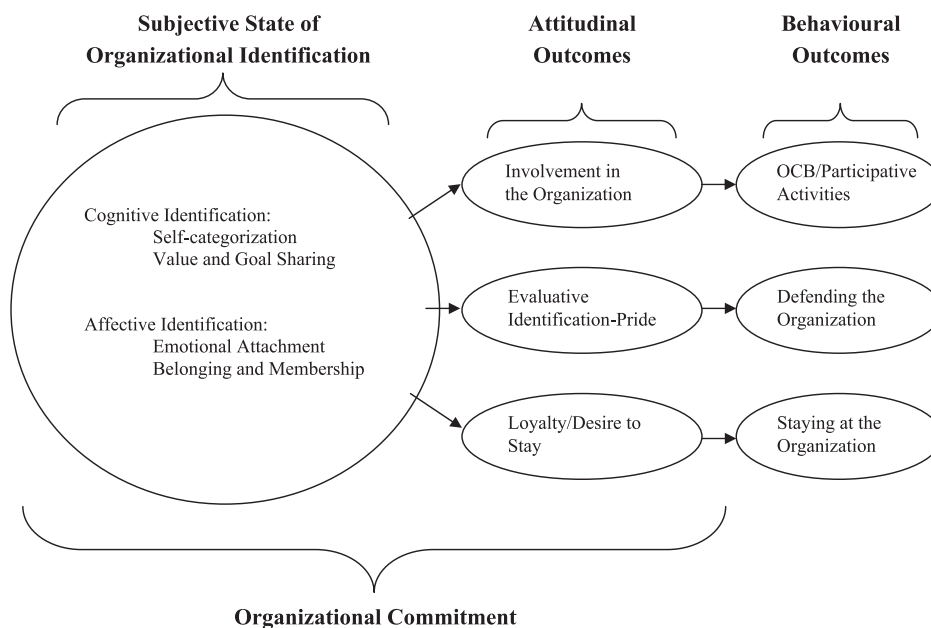 Subjective State of
Organizational Identification
Attitudinal
Outcomes
Behavioural
Outcomes
Cognitive Identification:
Self-categorization
Value and Goal Sharing
Affective Identification:
Emotional Attachment
Belonging and Membership
Involvement in
the Organization
OCB/Participative
Activities
Evaluative
Identification-Pride
Defending the
Organization
Loyalty/Desire to
Stay
Staying at the
Organization
Organizational Commitment